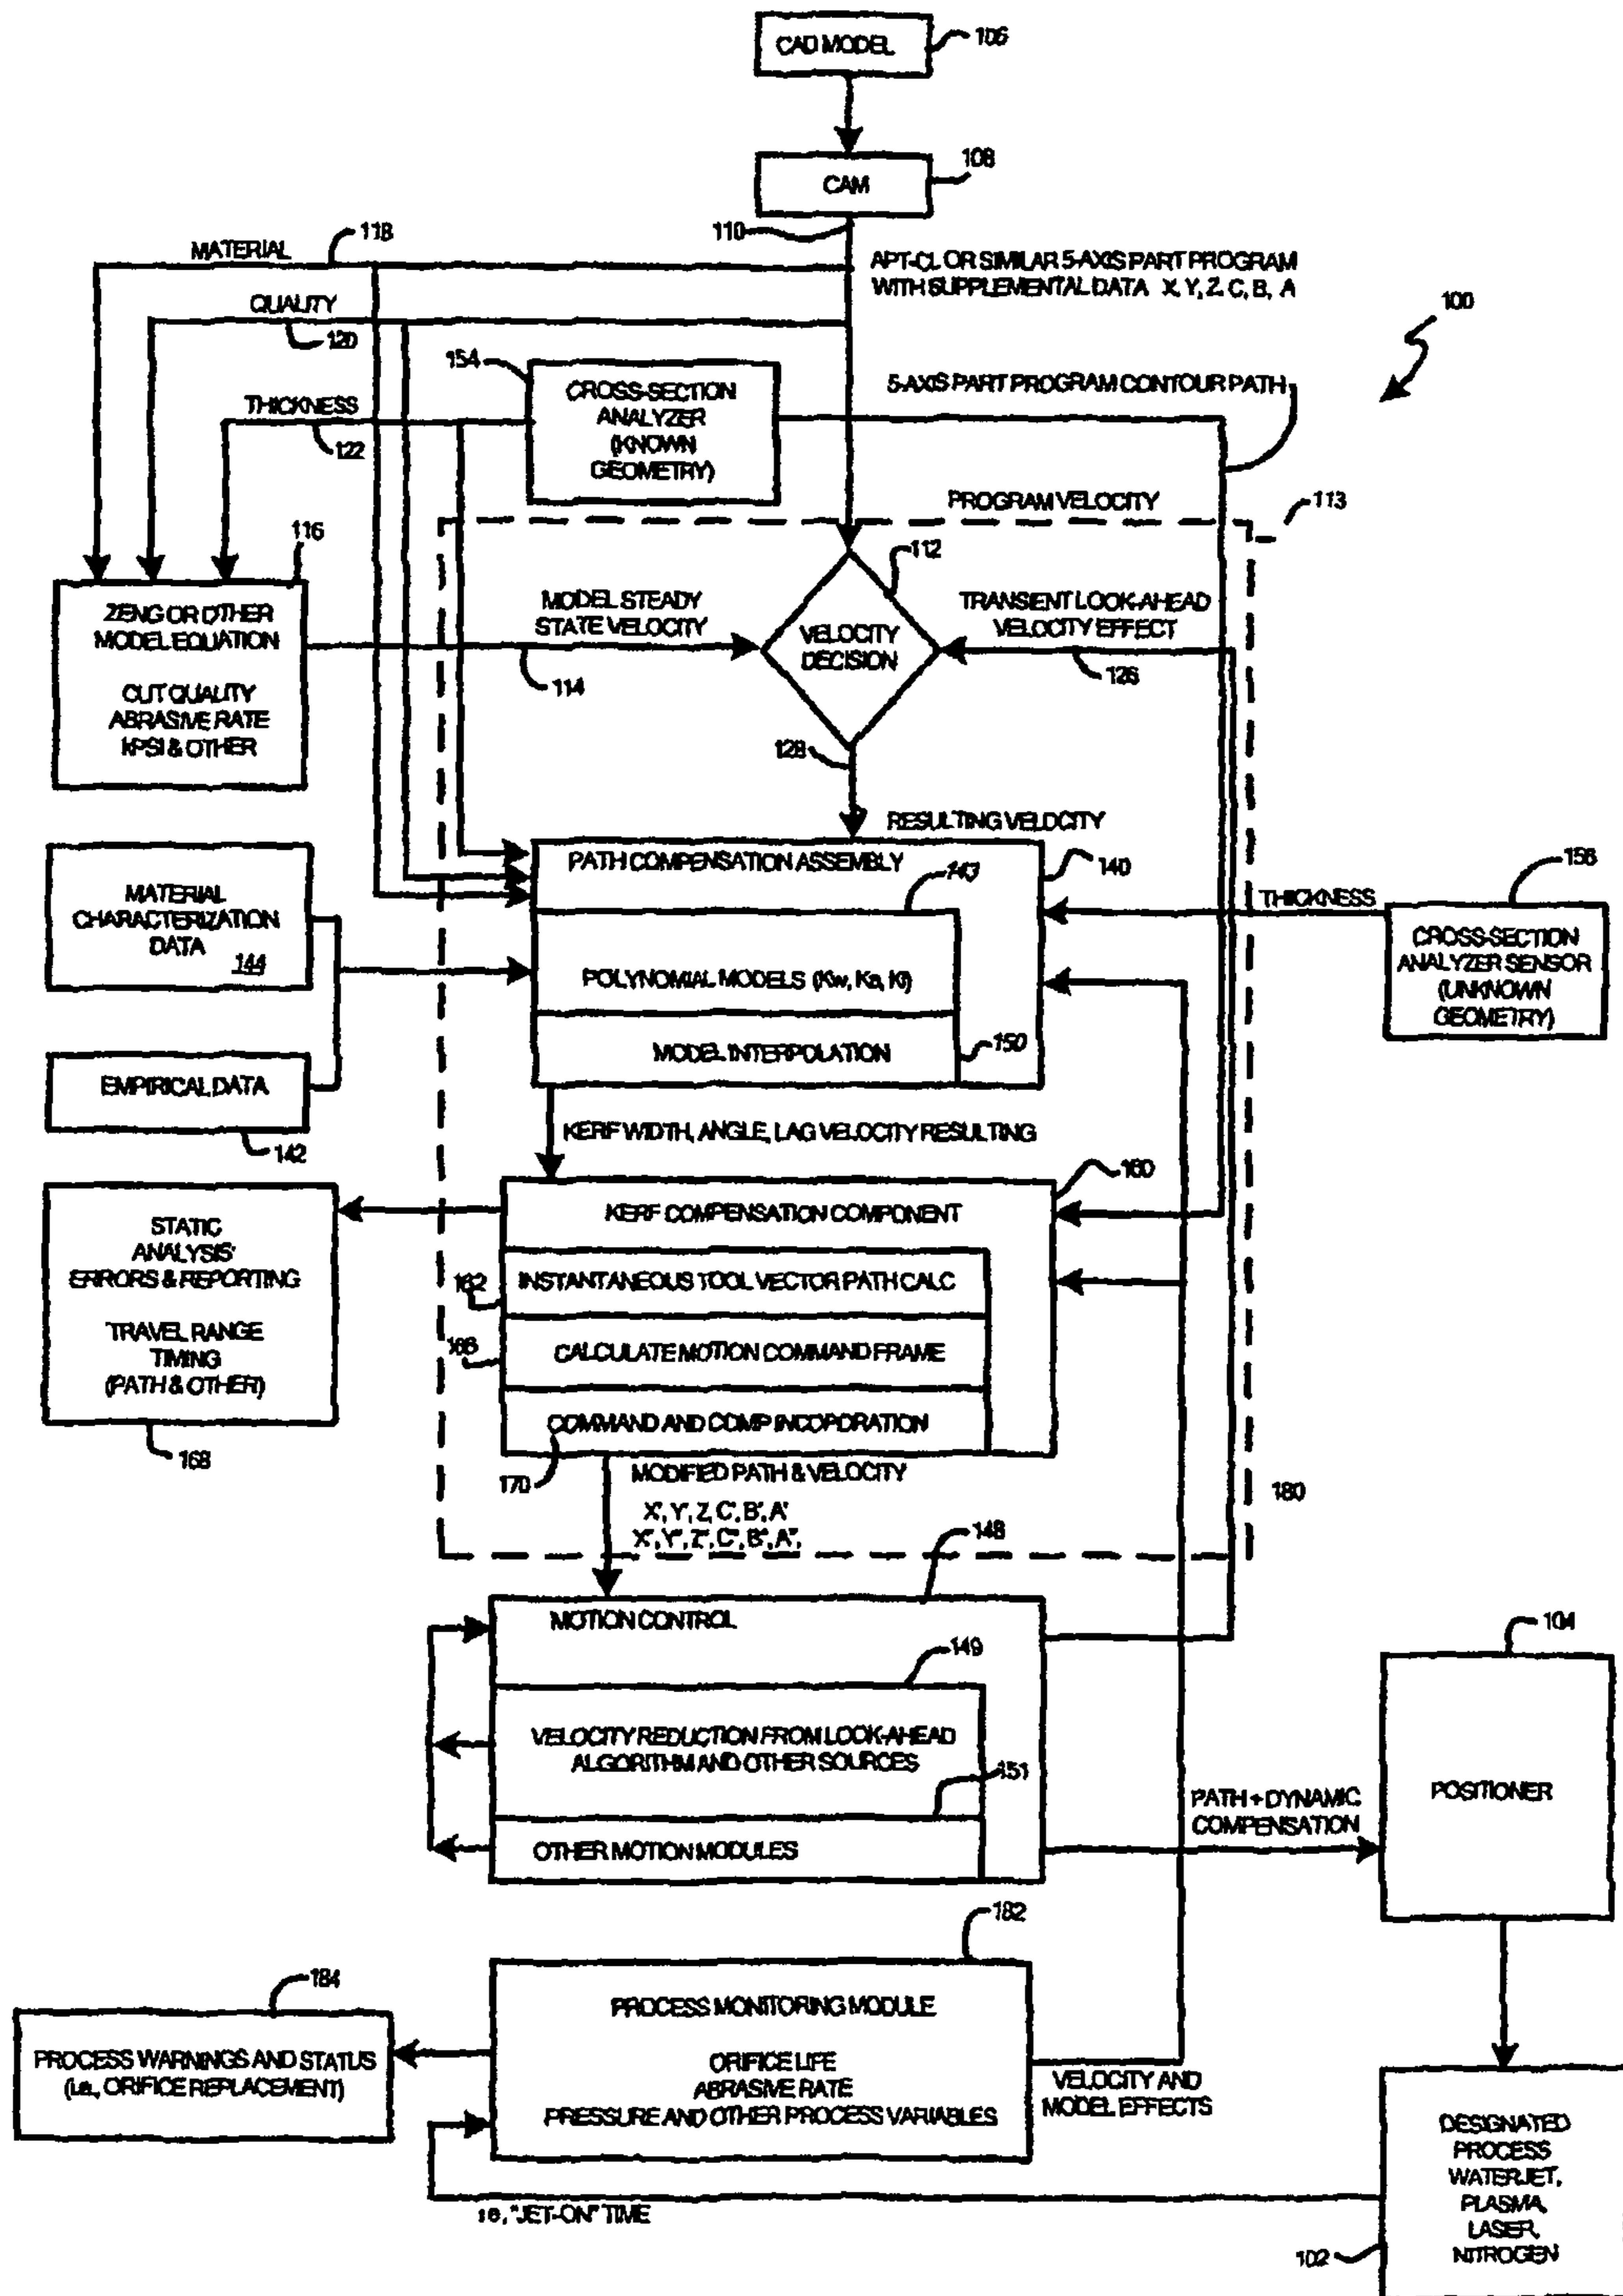 CAD MODEL
106
CAM
108
110
APT-CL OR SIMILAR 5-AXIS PART PROGRAM
WITH SUPPLEMENTAL DATA X, Y, Z, C, B, A
MATERIAL
118
QUALITY
120
100
154
CROSS-SECTION
ANALYZER
(KNOWN
GEOMETRY)
5-AXIS PART PROGRAM CONTOUR PATH
THICKNESS
122
PROGRAM VELOCITY
113
116
ZENG OR OTHER
MODEL EQUATION
CUT QUALITY
ABRASIVE RATE
KPSI & OTHER
MODEL STEADY
STATE VELOCITY
114
112
VELOCITY
DECISION
TRANSIENT LOOK-AHEAD
VELOCITY EFFECT
126
128
RESULTING VELOCITY
MATERIAL
CHARACTERIZATION
DATA
144
PATH COMPENSATION ASSEMBLY
143
140
POLYNOMIAL MODELS (Kw, Ka, Kl)
MODEL INTERPOLATION
150
THICKNESS
158
CROSS-SECTION
ANALYZER SENSOR
(UNKNOWN
GEOMETRY)
EMPIRICAL DATA
142
KERF WIDTH, ANGLE, LAG VELOCITY RESULTING
160
KERF COMPENSATION COMPONENT
162
INSTANTANEOUS TOOL VECTOR PATH CALC
166
CALCULATE MOTION COMMAND FRAME
COMMAND AND COMP INCOPORATION
170
STATIC
ANALYSIS'
ERRORS & REPORTING
TRAVEL RANGE
TIMING
(PATH & OTHER)
168
MODIFIED PATH & VELOCITY
X', Y', Z, C', B', A'
X", Y", Z", C", B", A",
180
148
MOTION CONTROL
149
VELOCITY REDUCTION FROM LOOK-AHEAD
ALGORITHM AND OTHER SOURCES
151
OTHER MOTION MODULES
PATH + DYNAMIC
COMPENSATION
104
POSITIONER
182
PROCESS MONITORING MODULE
ORIFICE LIFE
ABRASIVE RATE
PRESSURE AND OTHER PROCESS VARIABLES
184
PROCESS WARNINGS AND STATUS
(i.e., ORIFICE REPLACEMENT)
VELOCITY AND
MODEL EFFECTS
ie, "JET-ON" TIME
DESIGNATED
PROCESS
WATERJET,
PLASMA,
LASER,
NITROGEN
102